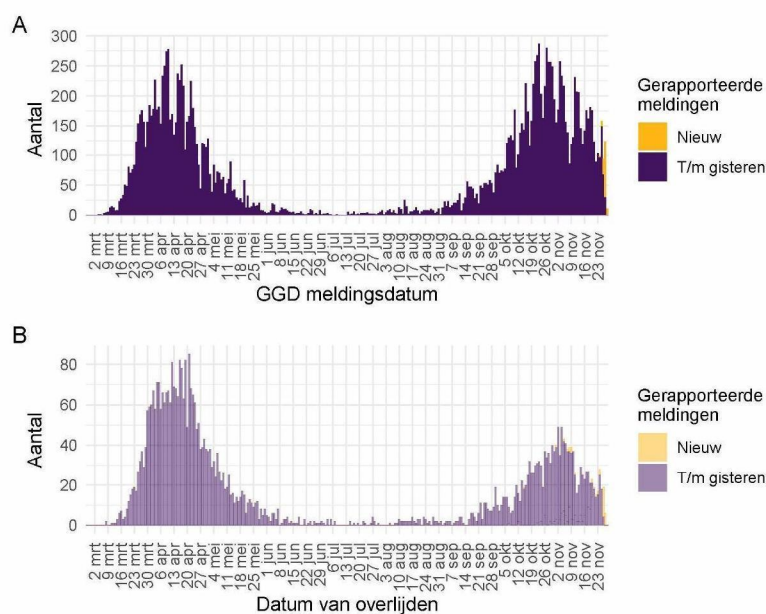 A
300
250
200
150
100
50
0
Aantal
2 mrt
9 mrt
16 mrt
23 mrt
30 mrt
6 apr
13 apr
20 apr
27 apr
4 mei
11 mei
18 mei
25 mei
1 jun
8 jun
15 jun
22 jun
29 jun
6 jul
13 jul
20 jul
27 jul
3 aug
10 aug
17 aug
24 aug
31 aug
7 sep
14 sep
21 sep
28 sep
5 okt
12 okt
19 okt
26 okt
2 nov
9 nov
16 nov
23 nov
GGD meldingsdatum
Gerapporteerde
meldingen
Nieuw
T/m gisteren
B
80
60
40
20
0
Aantal
2 mrt
9 mrt
16 mrt
23 mrt
30 mrt
6 apr
13 apr
20 apr
27 apr
4 mei
11 mei
18 mei
25 mei
1 jun
8 jun
15 jun
22 jun
29 jun
6 jul
13 jul
20 jul
27 jul
3 aug
10 aug
17 aug
24 aug
31 aug
7 sep
14 sep
21 sep
28 sep
5 okt
12 okt
19 okt
26 okt
2 nov
9 nov
16 nov
23 nov
Datum van overlijden
Gerapporteerde
meldingen
Nieuw
T/m gisteren